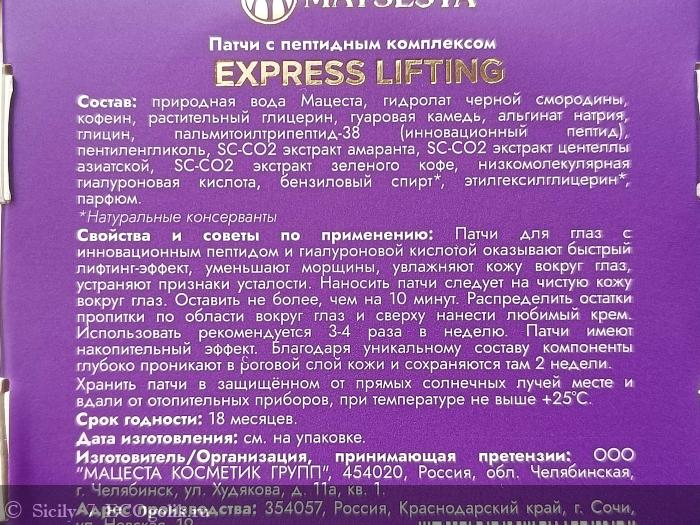 MATSESTA
Патчи с пептидным комплексом
EXPRESS LIFTING
Состав: природная вода Мацеста, гидролат черной смородины,
кофеин, растительный глицерин, гуаровая камедь, альгинат натрия,
глицин, пальмитоилтрипептид-38 (инновационный пептид),
пентиленгликоль, SC-CO2 экстракт амаранта, SC-CO2 экстракт центеллы
азиатской, SC-CO2 экстракт зеленого кофе, низкомолекулярная
гиалуроновая кислота, бензиловый спирт*, этилгексилглицерин*,
парфюм.
*Натуральные консерванты
Свойства и советы по применению: Патчи для глаз с
инновационным пептидом и гиалуроновой кислотой оказывают быстрый
лифтинг-эффект, уменьшают морщины, увлажняют кожу вокруг глаз,
устраняют признаки усталости. Наносить патчи следует на чистую кожу
вокруг глаз. Оставить не более, чем на 10 минут. Распределить остатки
пропитки по области вокруг глаз и сверху нанести любимый крем.
Использовать рекомендуется 3-4 раза в неделю. Патчи имеют
накопительный эффект. Благодаря уникальному составу компоненты
глубоко проникают в роговой слой кожи и сохраняются там 2 недели.
Хранить патчи в защищённом от прямых солнечных лучей месте и
вдали от отопительных приборов, при температуре не выше +25°С.
Срок годности: 18 месяцев.
Дата изготовления: см. на упаковке.
Изготовитель/Организация, принимающая претензии: ООО
"МАЦЕСТА КОСМЕТИК ГРУПП", 454020, Россия, обл. Челябинская,
г. Челябинск, ул. Худякова, д. 11а, кв. 1.
Адрес производства: 354057, Россия, Краснодарский край, г. Сочи,